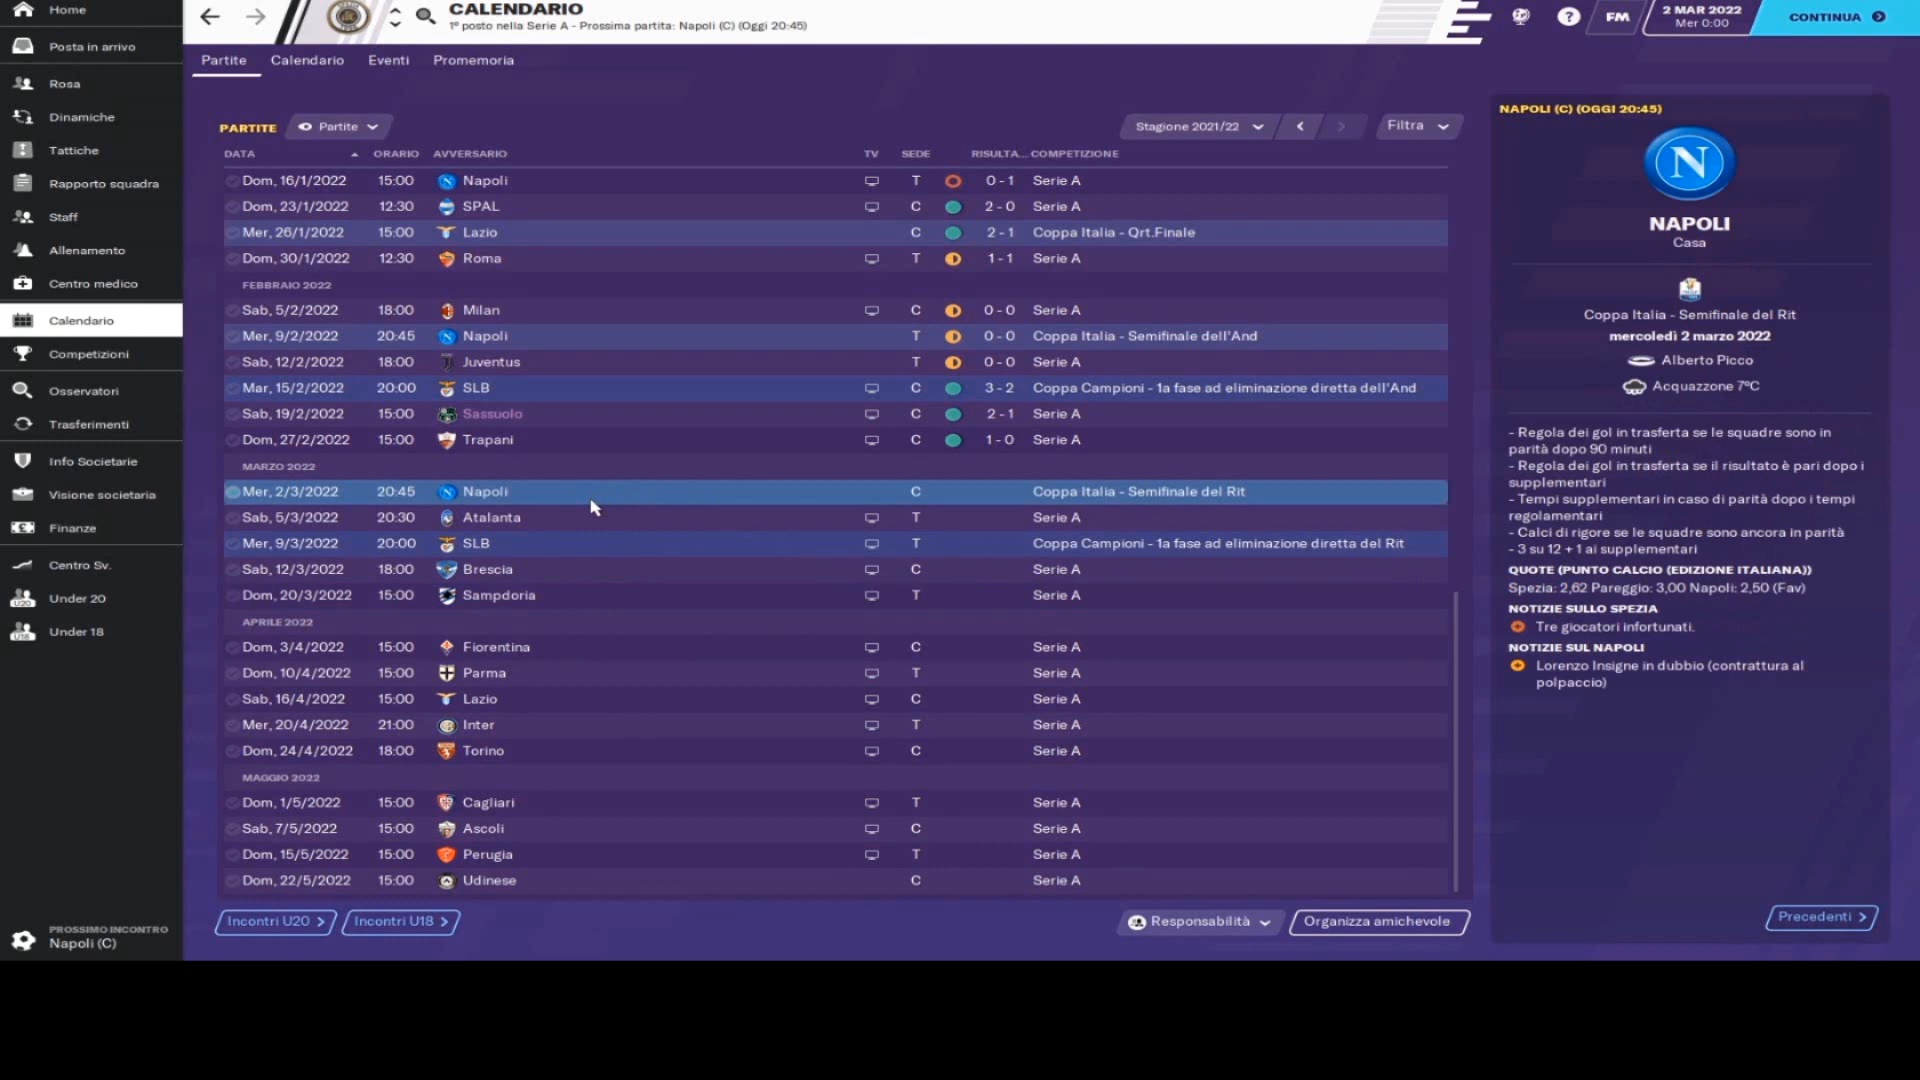 Home
Posta in arrivo
Rosa
Dinamiche
Tattiche
Rapporto squadra
Staff
Allenamento
Centro medico
Calendario
Competizioni
Osservatori
Trasferimenti
Info Societarie
Visione societaria
Finanze
Centro Sv.
Under 20
Under 18
PROSSIMO INCONTRO
Napoli (C)
CALENDARIO
1° posto nella Serie A - Prossima partita: Napoli (C) (Oggi 20:45)
FM
2 MAR 2022
Mer 0:00
CONTINUA
Partite Calendario Eventi Promemoria
PARTITE Partite Stagione 2021/22 Filtra
DATA ORARIO AVVERSARIO TV SEDE RISULTA... COMPETIZIONE
Dom, 16/1/2022 15:00 Napoli T 0 - 1 Serie A
Dom, 23/1/2022 12:30 SPAL C 2 - 0 Serie A
Mer, 26/1/2022 15:00 Lazio C 2 - 1 Coppa Italia - Qrt.Finale
Dom, 30/1/2022 12:30 Roma T 1 - 1 Serie A
FEBBRAIO 2022
Sab, 5/2/2022 18:00 Milan C 0 - 0 Serie A
Mer, 9/2/2022 20:45 Napoli T 0 - 0 Coppa Italia - Semifinale dell'And
Sab, 12/2/2022 18:00 Juventus T 0 - 0 Serie A
Mar, 15/2/2022 20:00 SLB C 3 - 2 Coppa Campioni - 1a fase ad eliminazione diretta dell'And
Sab, 19/2/2022 15:00 Sassuolo C 2 - 1 Serie A
Dom, 27/2/2022 15:00 Trapani C 1 - 0 Serie A
MARZO 2022
Mer, 2/3/2022 20:45 Napoli C Coppa Italia - Semifinale del Rit
Sab, 5/3/2022 20:30 Atalanta T Serie A
Mer, 9/3/2022 20:00 SLB T Coppa Campioni - 1a fase ad eliminazione diretta del Rit
Sab, 12/3/2022 18:00 Brescia C Serie A
Dom, 20/3/2022 15:00 Sampdoria T Serie A
APRILE 2022
Dom, 3/4/2022 15:00 Fiorentina C Serie A
Dom, 10/4/2022 15:00 Parma T Serie A
Sab, 16/4/2022 15:00 Lazio C Serie A
Mer, 20/4/2022 21:00 Inter T Serie A
Dom, 24/4/2022 18:00 Torino C Serie A
MAGGIO 2022
Dom, 1/5/2022 15:00 Cagliari T Serie A
Sab, 7/5/2022 15:00 Ascoli C Serie A
Dom, 15/5/2022 15:00 Perugia T Serie A
Dom, 22/5/2022 15:00 Udinese C Serie A
Incontri U20 Incontri U18 Responsabilità Organizza amichevole
NAPOLI (C) (OGGI 20:45)
N
NAPOLI
Casa
Coppa Italia - Semifinale del Rit
mercoledì 2 marzo 2022
Alberto Picco
Acquazzone 7°C
- Regola dei gol in trasferta se le squadre sono in
parità dopo 90 minuti
- Regola dei gol in trasferta se il risultato è pari dopo i
supplementari
- Tempi supplementari in caso di parità dopo i tempi
regolamentari
- Calci di rigore se le squadre sono ancora in parità
- 3 su 12 + 1 ai supplementari
QUOTE (PUNTO CALCIO (EDIZIONE ITALIANA))
Spezia: 2,62 Pareggio: 3,00 Napoli: 2,50 (Fav)
NOTIZIE SULLO SPEZIA
Tre giocatori infortunati.
NOTIZIE SUL NAPOLI
Lorenzo Insigne in dubbio (contrattura al
polpaccio)
Precedenti